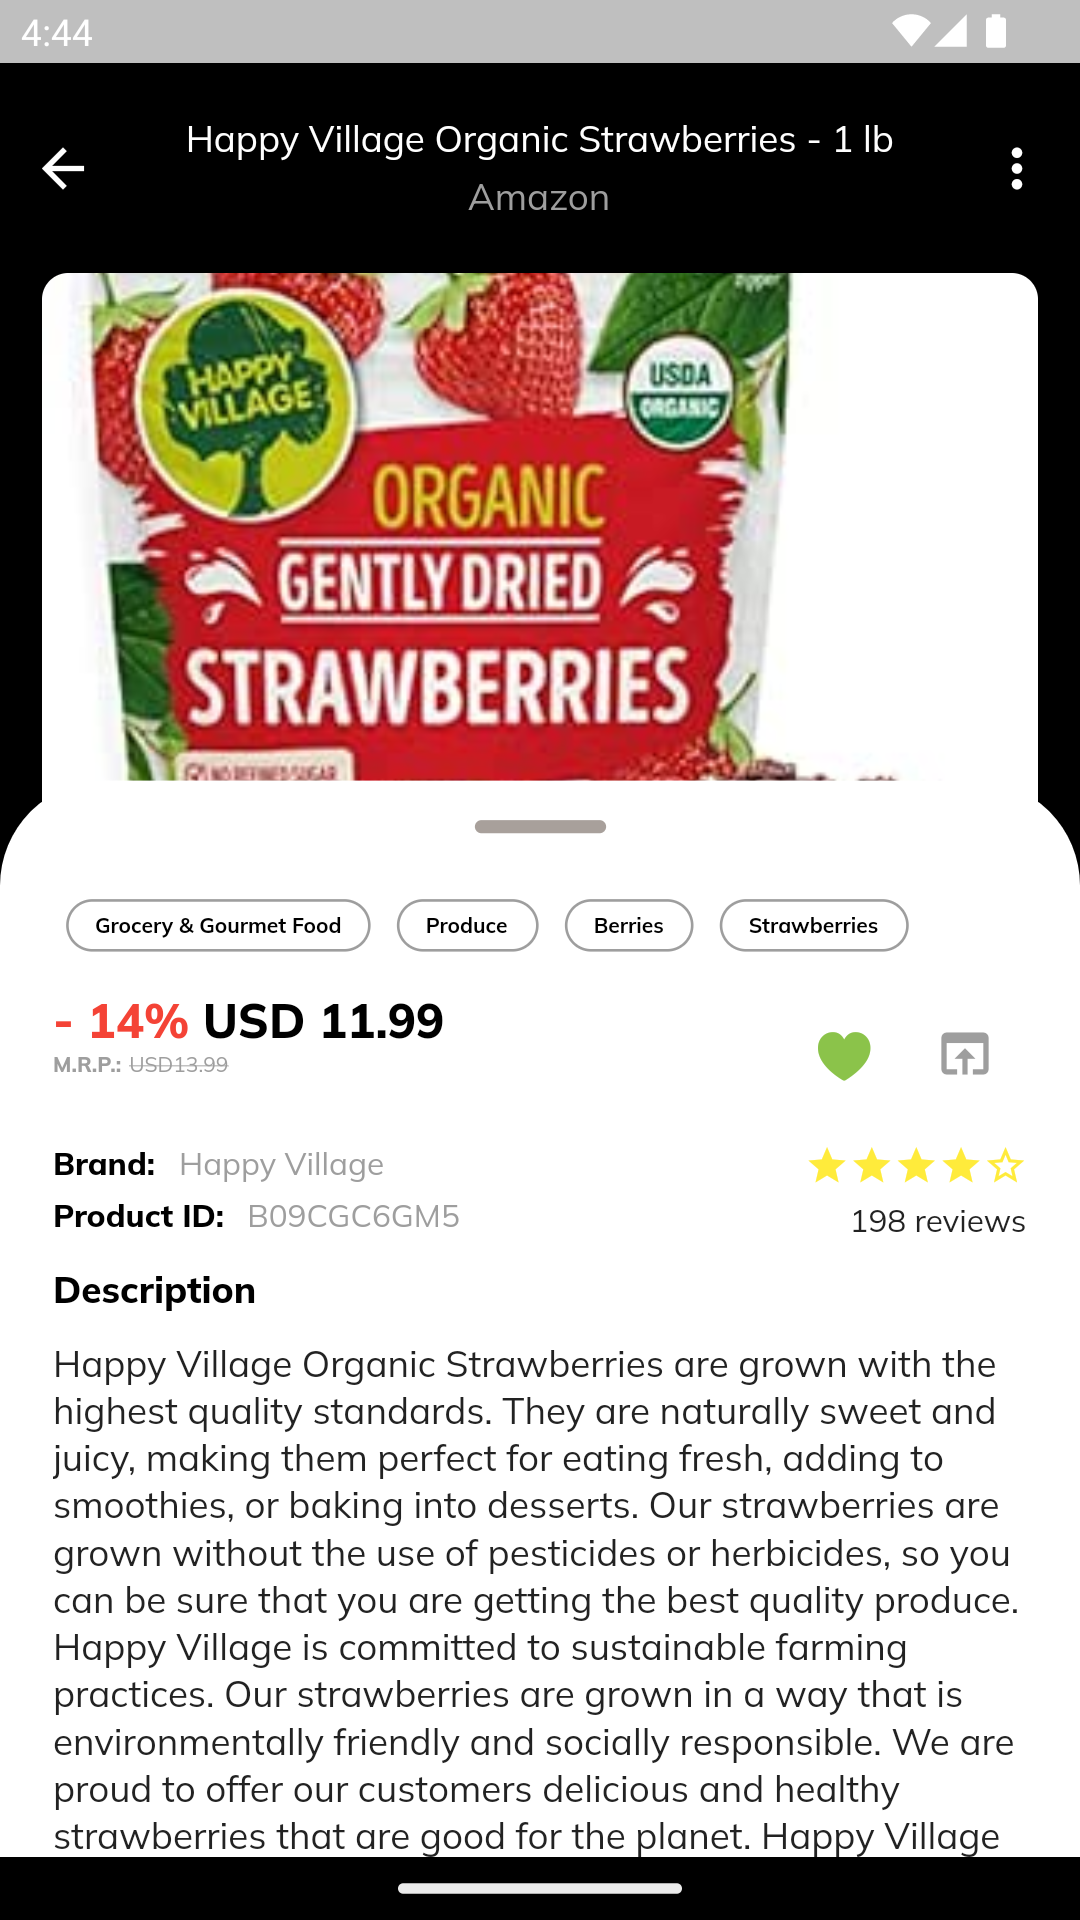 4:44
Happy Village Organic Strawberries - 1 lb
Amazon
HAPPY
VILLAGE
USDA
ORGANIC
ORGANIC
GENTLY DRIED
STRAWBERRIES
NO REFINED SUGAR
Grocery & Gourmet Food Produce Berries Strawberries
- 14% USD 11.99
M.R.P.: USD13.99
Brand: Happy Village
Product ID: B09CGC6GM5
198 reviews
Description
Happy Village Organic Strawberries are grown with the
highest quality standards. They are naturally sweet and
juicy, making them perfect for eating fresh, adding to
smoothies, or baking into desserts. Our strawberries are
grown without the use of pesticides or herbicides, so you
can be sure that you are getting the best quality produce.
Happy Village is committed to sustainable farming
practices. Our strawberries are grown in a way that is
environmentally friendly and socially responsible. We are
proud to offer our customers delicious and healthy
strawberries that are good for the planet. Happy Village